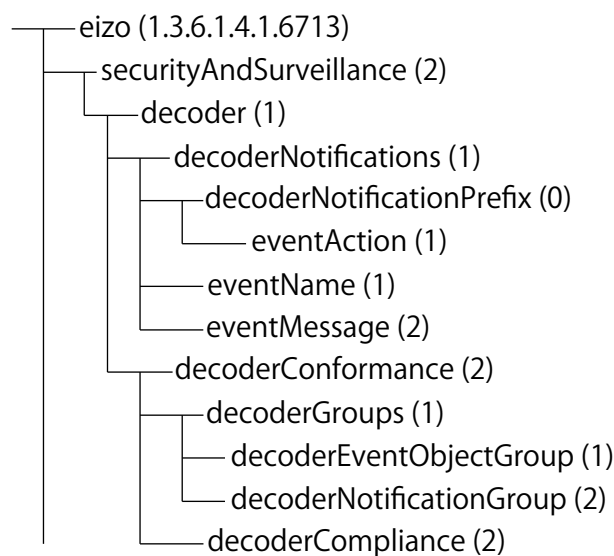 eizo (1.3.6.1.4.1.6713)
securityAndSurveillance (2)
decoder (1)
decoderNotifications (1)
decoderNotificationPrefix (0)
eventAction (1)
eventName (1)
eventMessage (2)
decoderConformance (2)
decoderGroups (1)
decoderEventObjectGroup (1)
decoderNotificationGroup (2)
decoderCompliance (2)